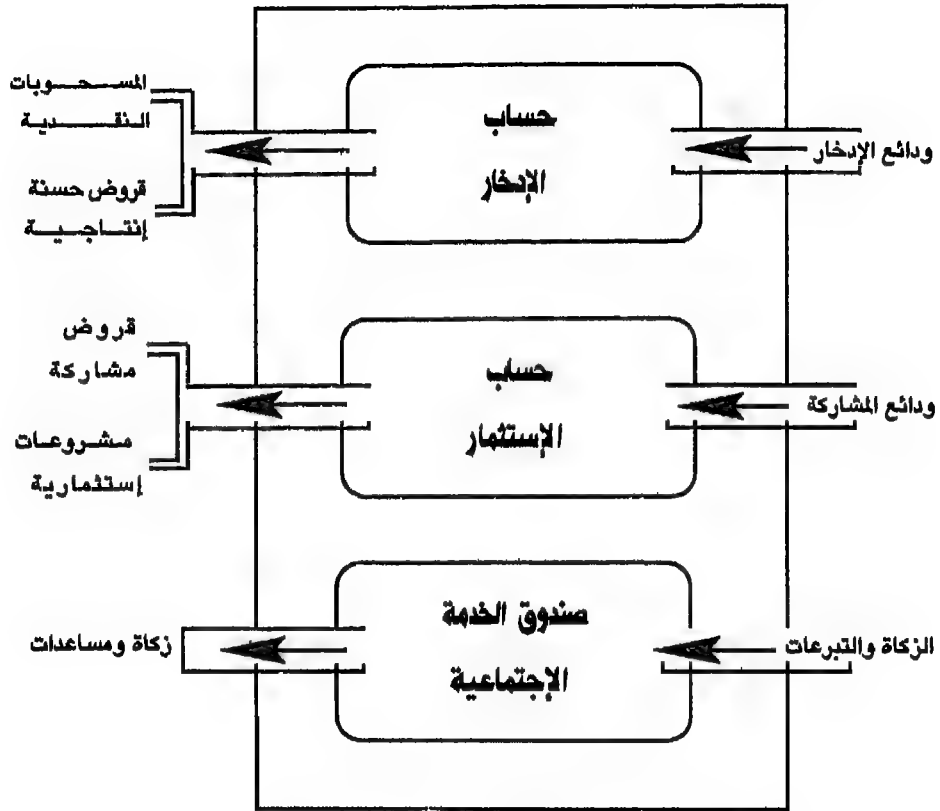 ودائع الإدخار
حساب
الإدخار
المسحوبات
النقدية
قروض حسنة
إنتاجية
ودائع المشاركة
حساب
الإستثمار
قروض
مشاركة
مشروعات
إستثمارية
الزكاة والتبرعات
صندوق الخدمة
الإجتماعية
زكاة ومساعدات